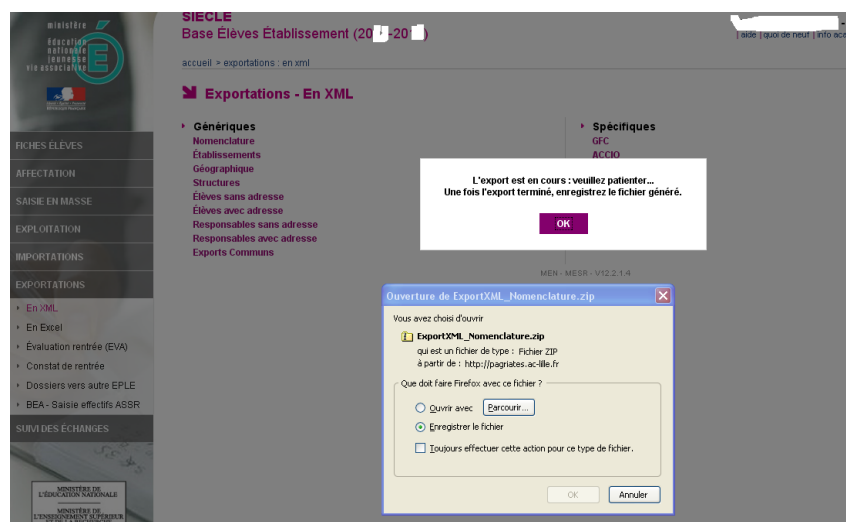 ministère
éducation
nationale
jeunesse
vie associative
SIECLE
Base Élèves Établissement (20 -20 )
| aide | quoi de neuf | info aca
accueil > exportations : en xml
Exportations - En XML
Génériques
Nomenclature
Établissements
Géographique
Structures
Élèves sans adresse
Élèves avec adresse
Responsables sans adresse
Responsables avec adresse
Exports Communs
Spécifiques
GFC
ACCIO
L'export est en cours : veuillez patienter...
Une fois l'export terminé, enregistrez le fichier généré.
OK
MEN - MESR - V12.2.1.4
FICHES ÉLÈVES
AFFECTATION
SAISIE EN MASSE
EXPLOITATION
IMPORTATIONS
EXPORTATIONS
En XML
En Excel
Évaluation rentrée (EVA)
Constat de rentrée
Dossiers vers autre EPLE
BEA - Saisie effectifs ASSR
SUIVI DES ÉCHANGES
MINISTÈRE DE
L'ÉDUCATION NATIONALE
MINISTÈRE DE
L'ENSEIGNEMENT SUPÉRIEUR
ET DE LA RECHERCHE
Ouverture de ExportXML_Nomenclature.zip
Vous avez choisi d'ouvrir
ExportXML_Nomenclature.zip
qui est un fichier de type : Fichier ZIP
à partir de : http://pagriates.ac-lille.fr
Que doit faire Firefox avec ce fichier ?
Ouvrir avec Parcourir...
Enregistrer le fichier
Toujours effectuer cette action pour ce type de fichier.
OK Annuler